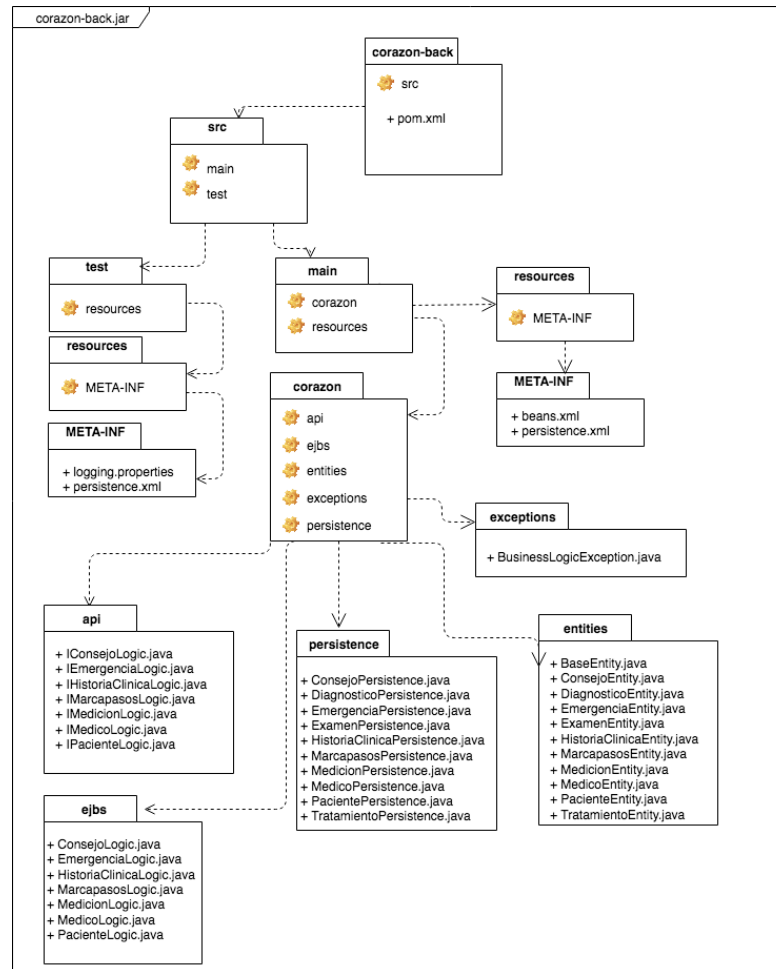 corazon-back.jar
corazon-back
src
+ pom.xml
src
main
test
test
resources
main
corazon
resources
resources
META-INF
resources
META-INF
META-INF
+ beans.xml
+ persistence.xml
META-INF
+ logging.properties
+ persistence.xml
corazon
api
ejbs
entities
exceptions
persistence
exceptions
+ BusinessLogicException.java
api
+ IConsejoLogic.java
+ IEmergenciaLogic.java
+ IHistoriaClinicaLogic.java
+ IMarcapasosLogic.java
+ IMedicionLogic.java
+ IMedicoLogic.java
+ IPacienteLogic.java
persistence
+ ConsejoPersistence.java
+ DiagnosticoPersistence.java
+ EmergenciaPersistence.java
+ ExamenPersistence.java
+ HistoriaClinicaPersistence.java
+ MarcapasosPersistence.java
+ MedicionPersistence.java
+ MedicoPersistence.java
+ PacientePersistence.java
+ TratamientoPersistence.java
entities
+ BaseEntity.java
+ ConsejoEntity.java
+ DiagnosticoEntity.java
+ EmergenciaEntity.java
+ ExamenEntity.java
+ HistoriaClinicaEntity.java
+ MarcapasosEntity.java
+ MedicionEntity.java
+ MedicoEntity.java
+ PacienteEntity.java
+ TratamientoEntity.java
ejbs
+ ConsejoLogic.java
+ EmergenciaLogic.java
+ HistoriaClinicaLogic.java
+ MarcapasosLogic.java
+ MedicionLogic.java
+ MedicoLogic.java
+ PacienteLogic.java